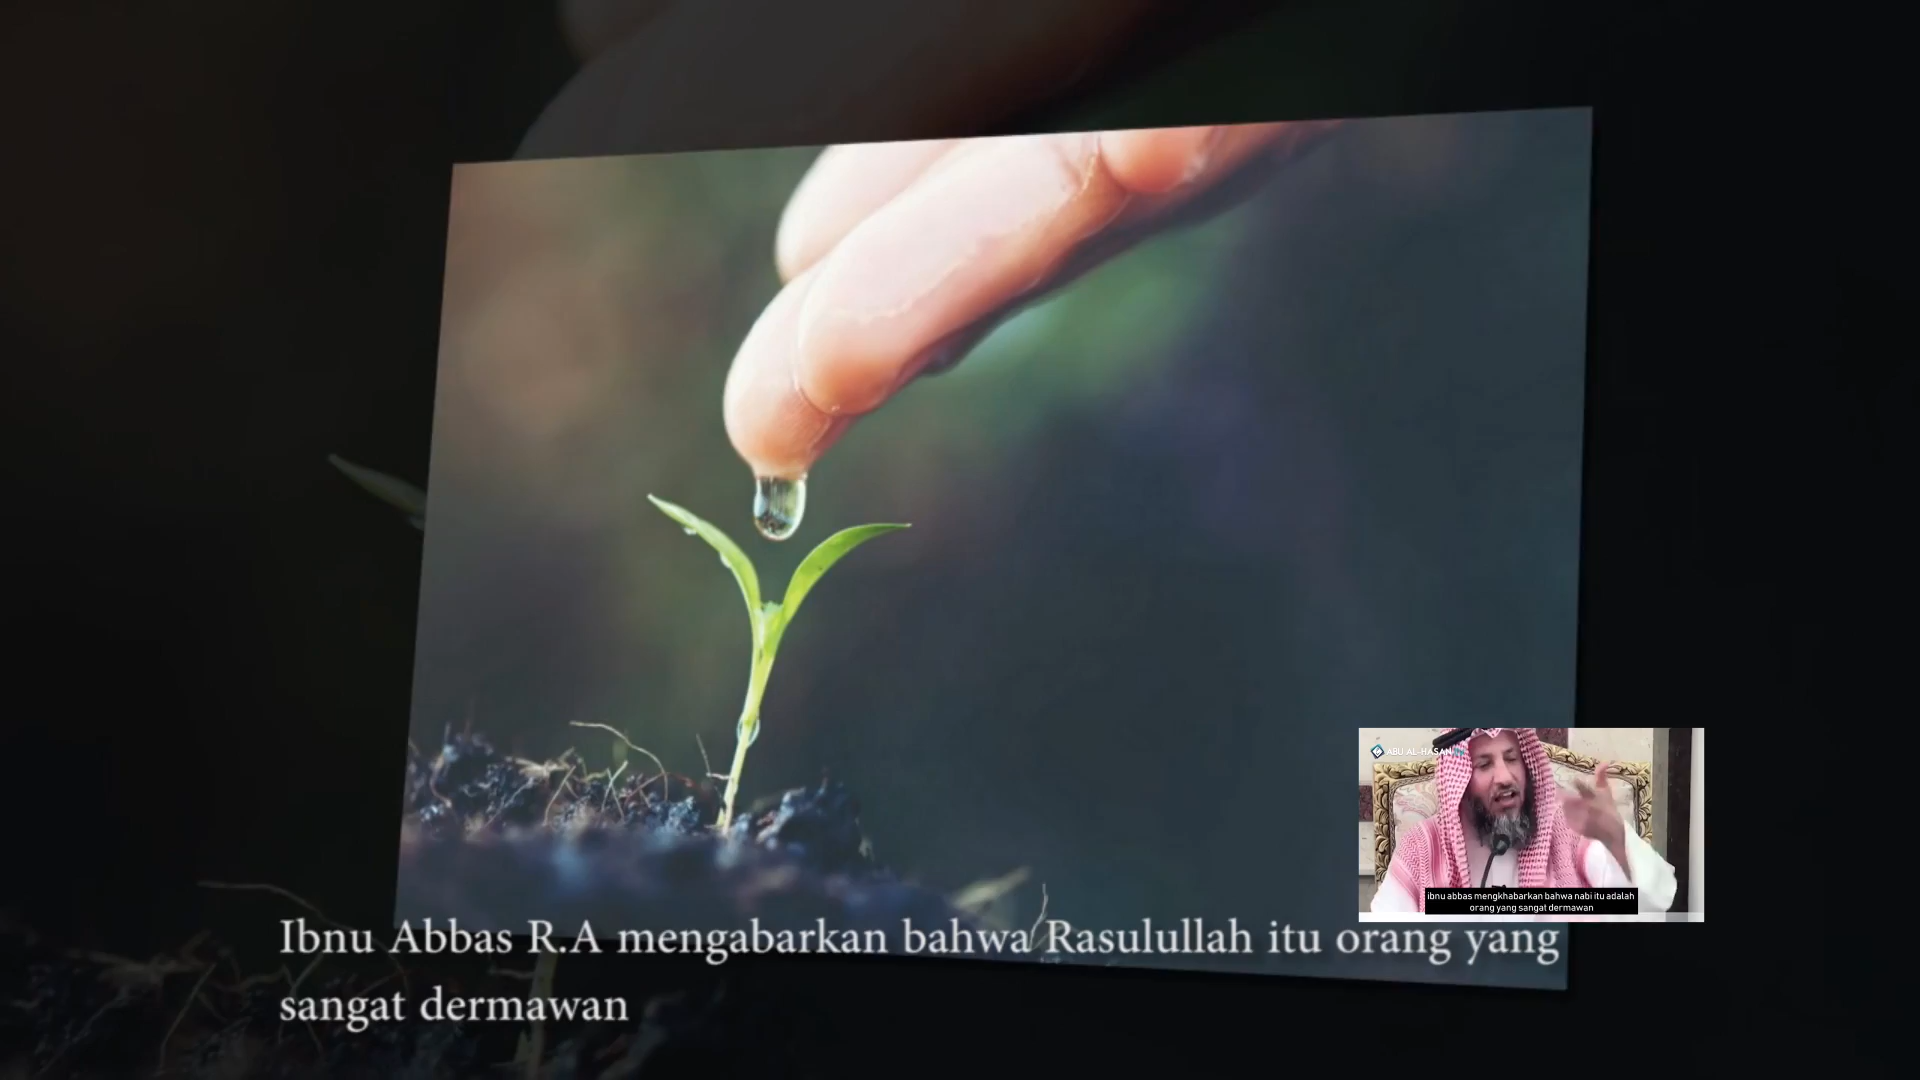 ABU AL-HASAN
ibnu abbas mengkhabarkan bahwa nabi itu adalah
orang yang sangat dermawan
Ibnu Abbas R.A mengabarkan bahwa Rasulullah itu orang yang
sangat dermawan